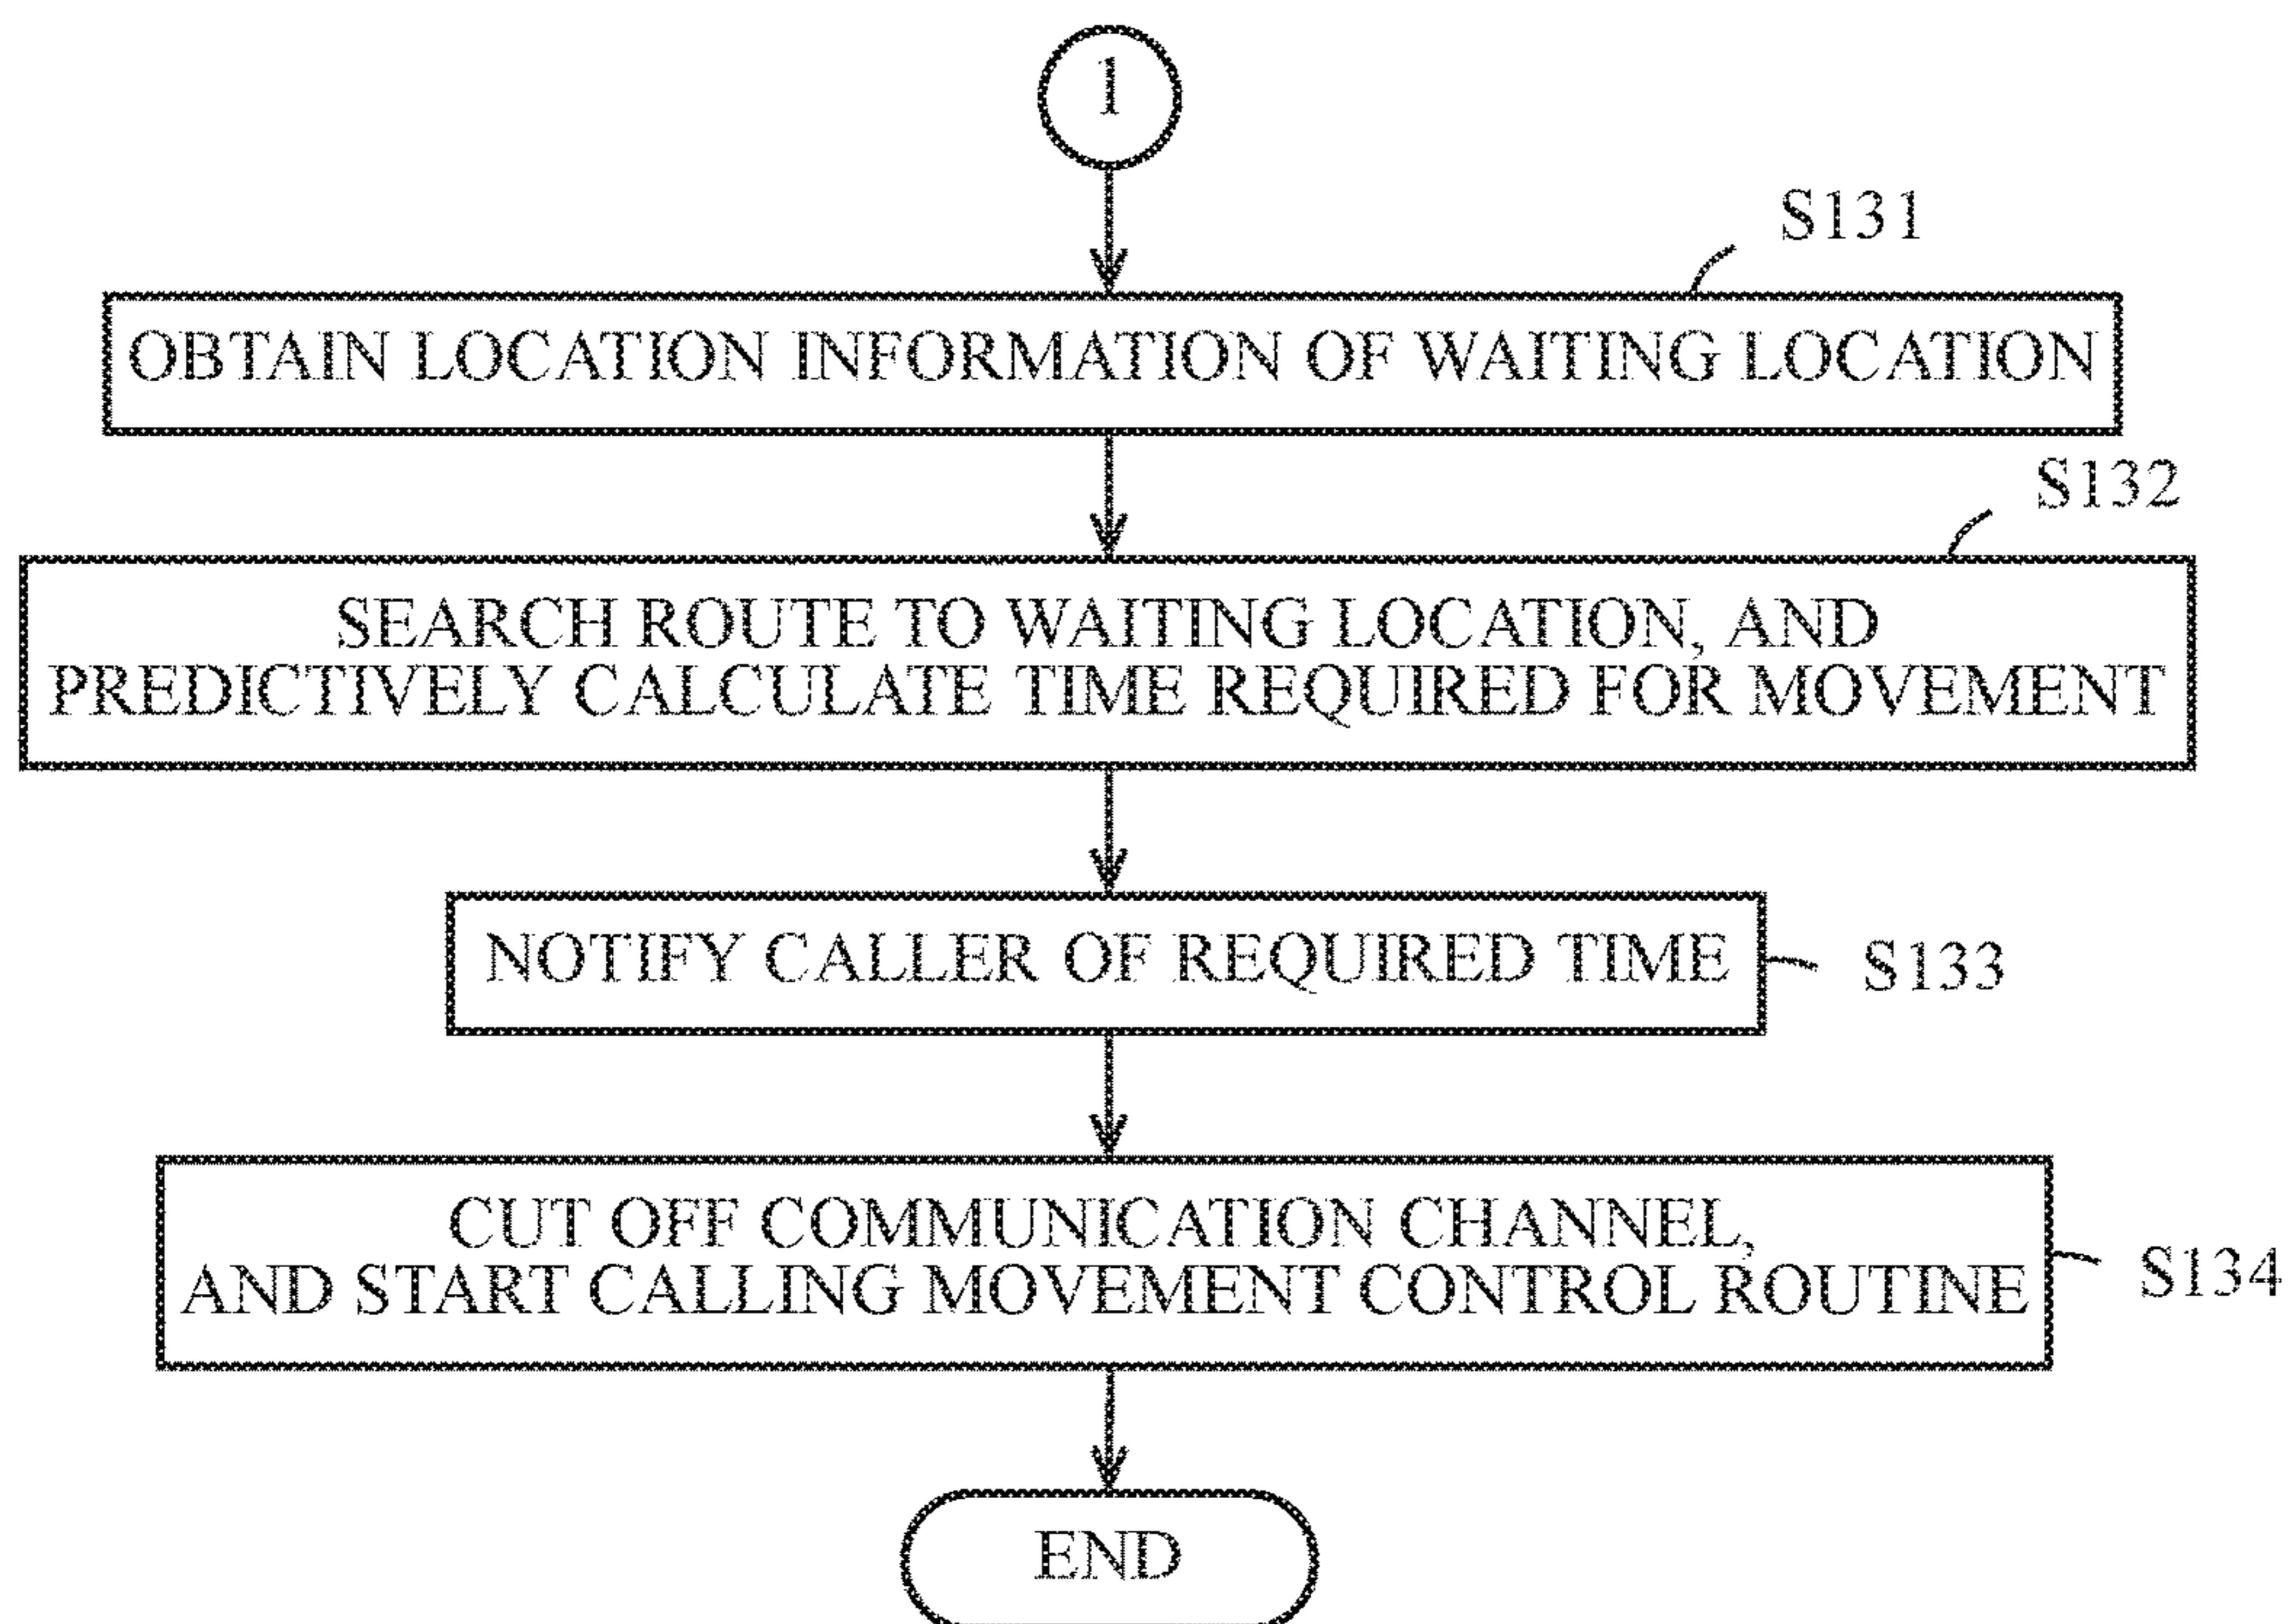 1
S131
OBTAIN LOCATION INFORMATION OF WAITING LOCATION
S132
SEARCH ROUTE TO WAITING LOCATION, AND
PREDICTIVELY CALCULATE TIME REQUIRED FOR MOVEMENT
NOTIFY CALLER OF REQUIRED TIME
S133
CUT OFF COMMUNICATION CHANNEL,
AND START CALLING MOVEMENT CONTROL ROUTINE
S134
END